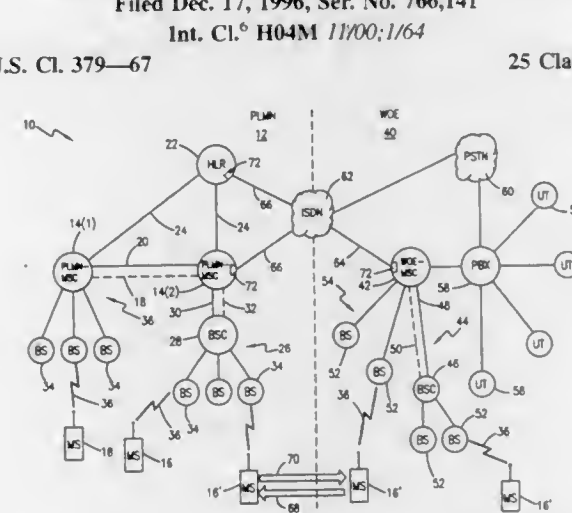 Filed Dec. 17, 1996, Ser. No. 766,141
Int. Cl.⁶ H04M 11/00; 1/64
U.S. Cl. 379—67 25 Cla
PLMN
12
WOE
40
10
22
HLR
72
62
PSTN
60
66
ISDN
UT
24
24
14(1)
20
PLMN MSC
PLMN MSC
72
66
64
72
42
WOE MSC
PBX
58
UT
18
14(2)
36
30
32
54
48
44
28
BSC
26
50
BS
BS
BS
34
34
BS
52
BSC
46
UT
UT
56
BS
BS
BS
34
34
BS
52
36
36
36
36
BS
BS
52
52
36
MS
18
MS
16
MS
16'
70
68
MS
16'
MS
16'